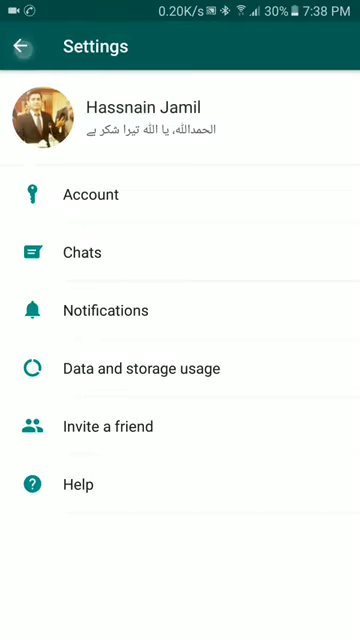 0.20K/s 30% 7:38 PM
Settings
Hassnain Jamil
الحمدالله، یا الله تیرا شکر ہے
Account
Chats
Notifications
Data and storage usage
Invite a friend
Help